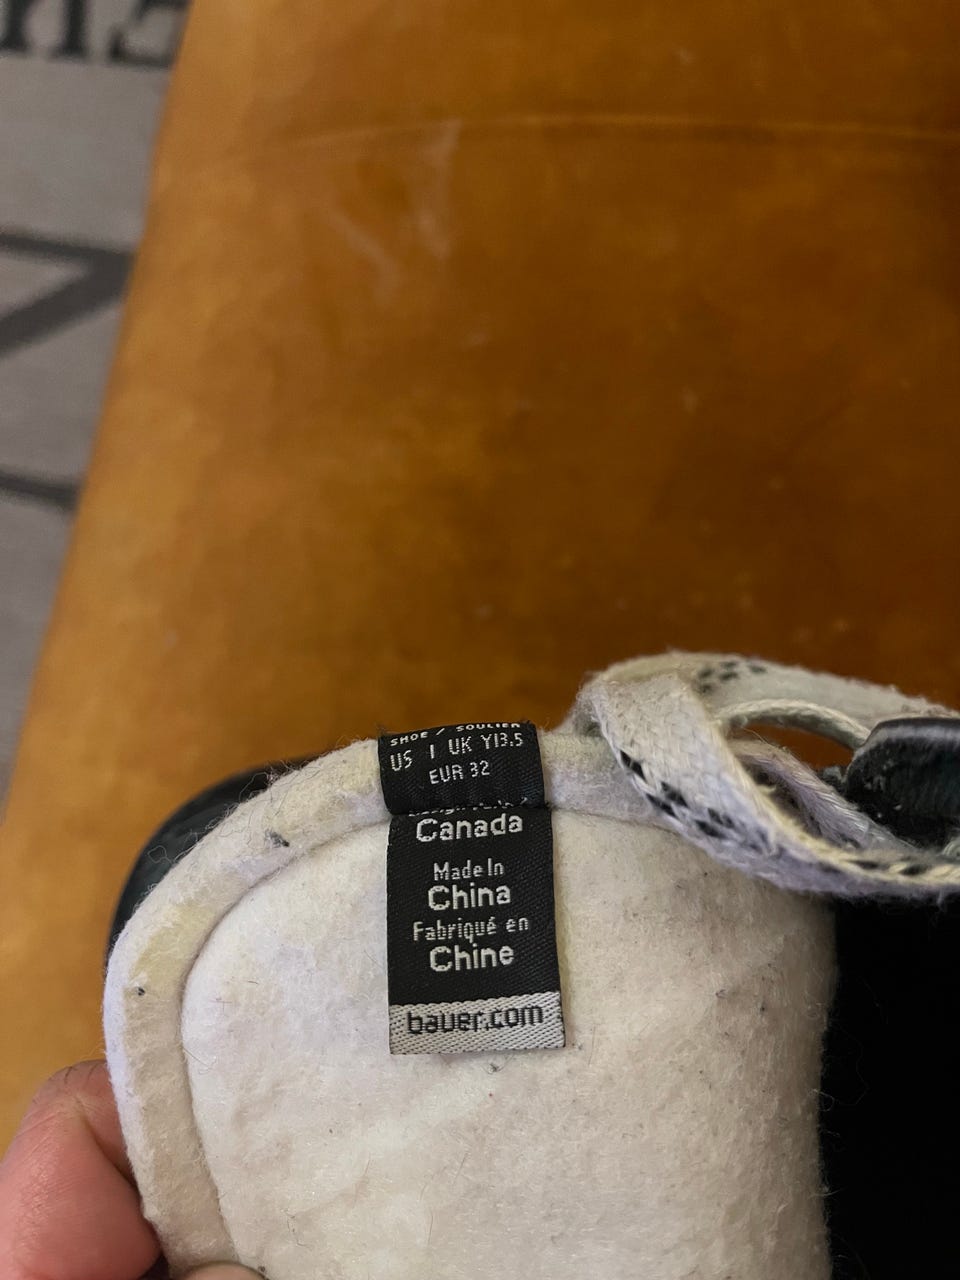 SHOE / SOULIER
US 1 UK Y13.5
EUR 32
Canada
Made In
China
Fabriqué en
Chine
bauer.com